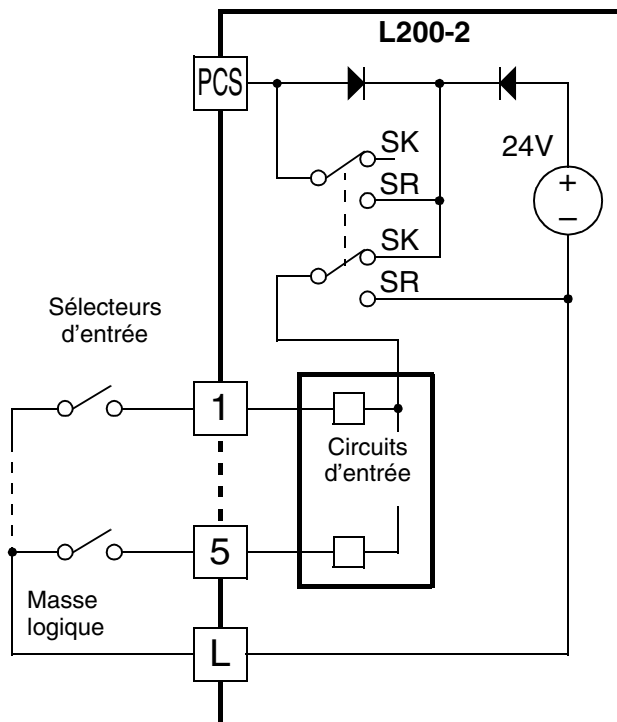 L200-2
PCS
SK
24V
+
SR
–
SK
SR
Sélecteurs
d'entrée
1
Circuits
d'entrée
5
Masse
logique
L